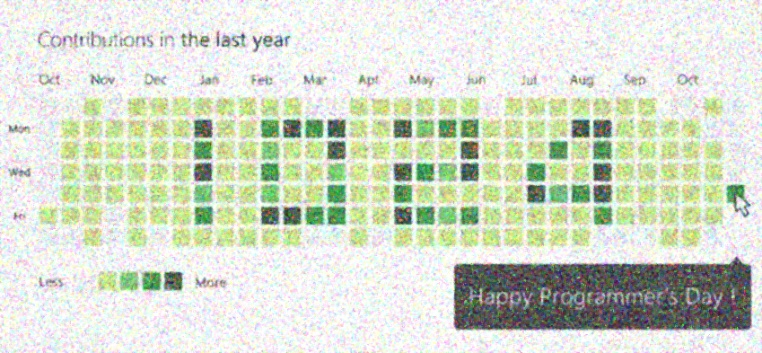 Contributions in the last year
Oct Nov Dec Jan Feb Mar Apr May Jun Jul Aug Sep Oct
Mon
Wed
Fri
Less More
Happy Programmer's Day !